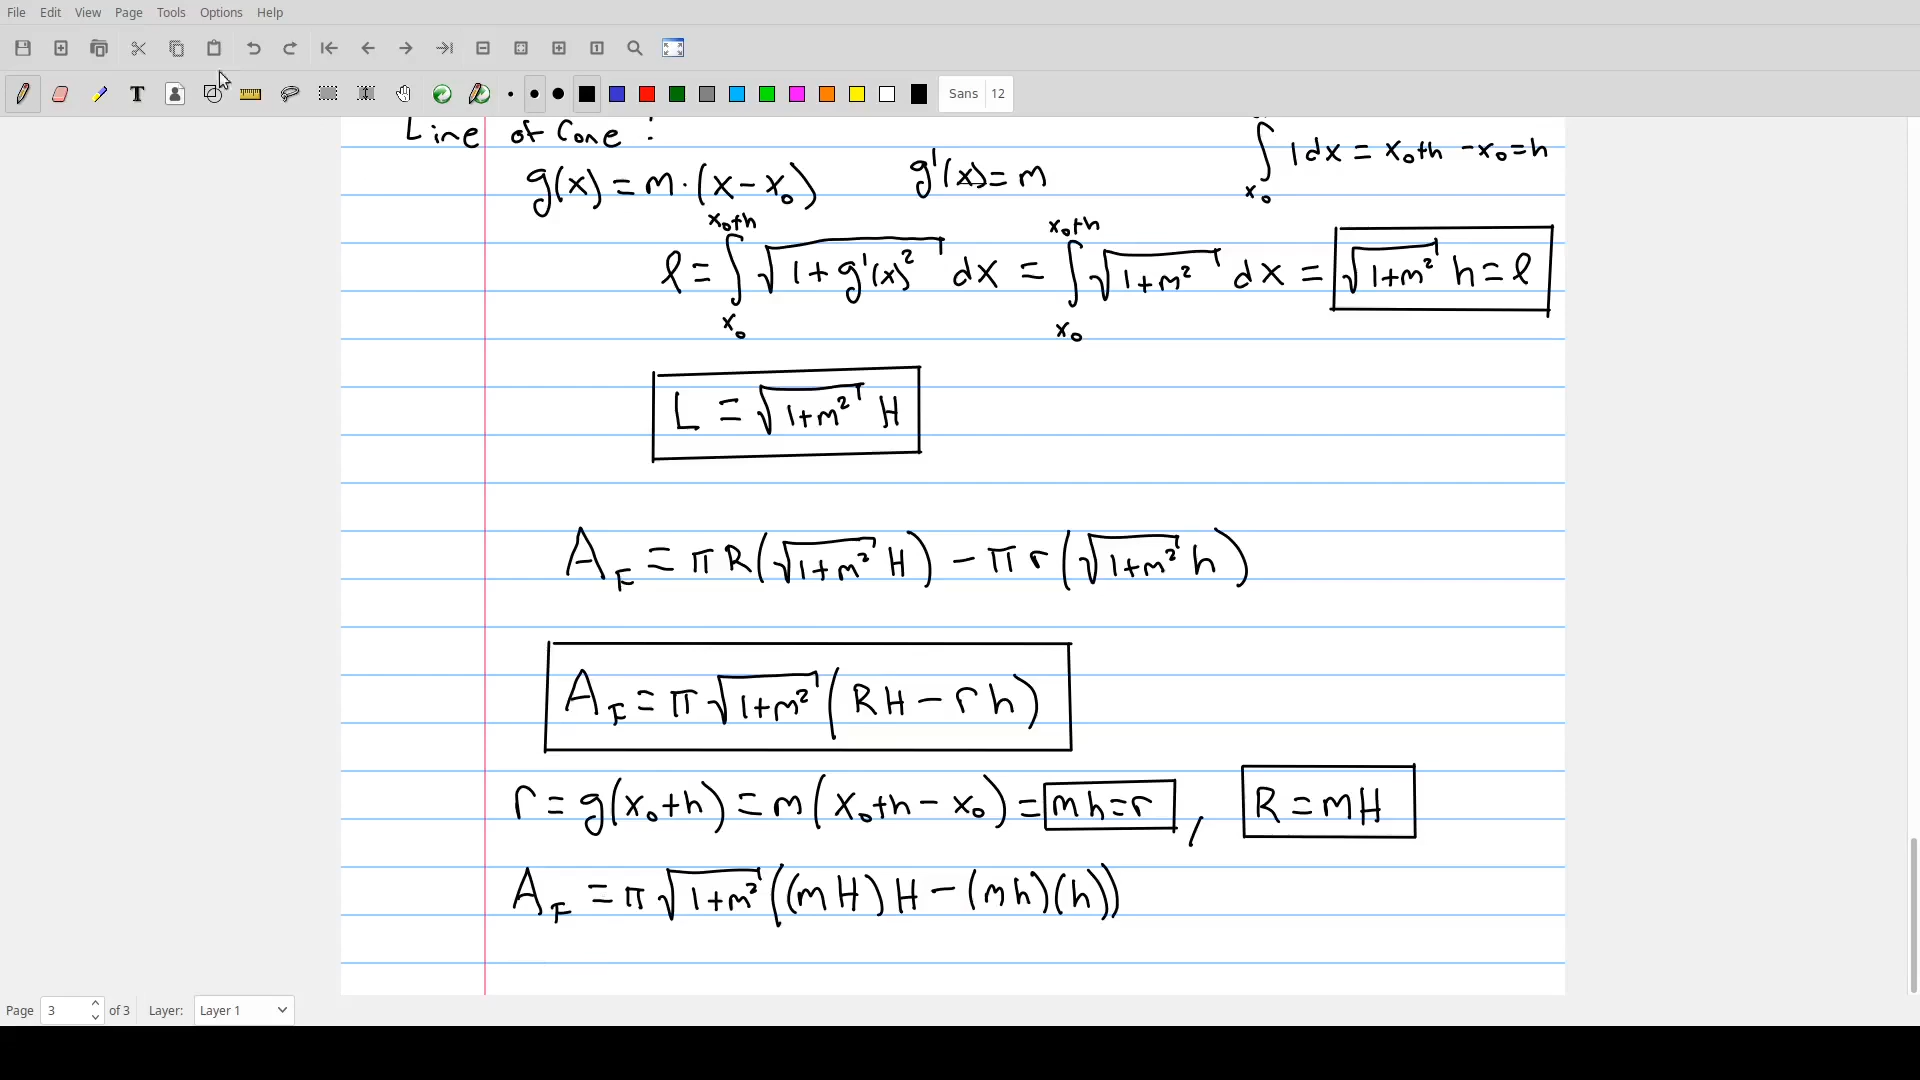 File Edit View Page Tools Options Help
T Sans 12
Line of Cone :
g(x) = m·(x-x₀) g'(x)= m ∫_{x₀} 1dx = x₀+h -x₀=h
l = ∫_{x₀}^{x₀+h} √(1+g'(x)²) dx = ∫_{x₀}^{x₀+h} √(1+m²) dx = √(1+m²) h = l
L = √(1+m²) H
A_F = πR(√(1+m²) H) - πr(√(1+m²) h)
A_F = π√(1+m²) (RH - rh)
r = g(x₀+h) = m(x₀+h-x₀) = mh=r , R = mH
A_F = π√(1+m²) ((mH)H - (mh)(h))
Page 3 of 3 Layer: Layer 1